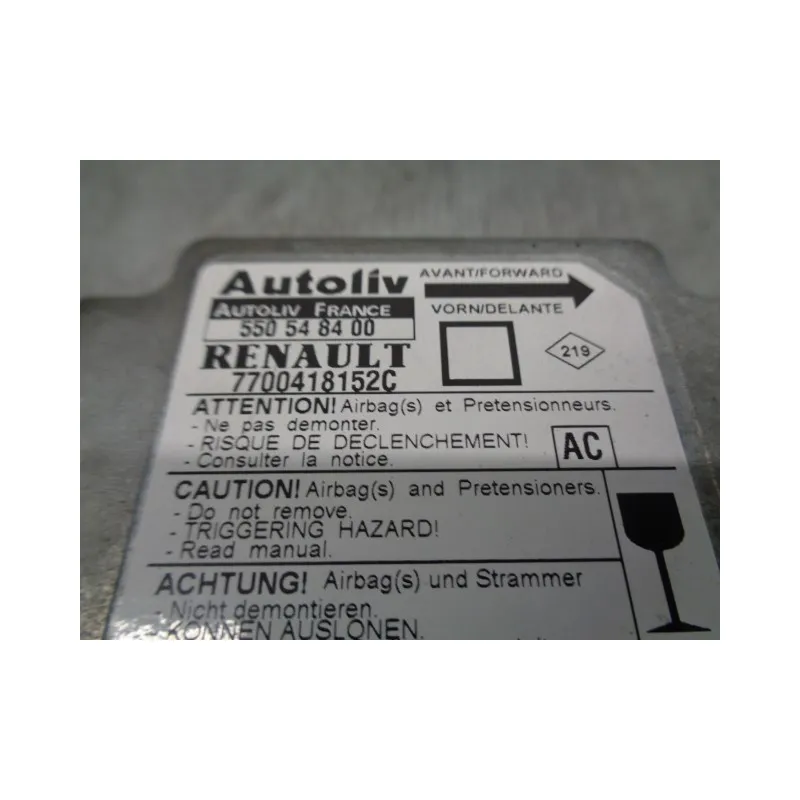 Autoliv
AVANT/FORWARD
AUTOLIV FRANCE
VORN/DELANTE
550 54 84 00
RENAULT
219
7700418152C
ATTENTION! Airbag(s) et Pretensionneurs.
- Ne pas demonter.
- RISQUE DE DECLENCHEMENT!
- Consulter la notice.
AC
CAUTION! Airbag(s) and Pretensioners.
- Do not remove.
- TRIGGERING HAZARD!
- Read manual.
ACHTUNG! Airbag(s) und Strammer
- Nicht demontieren.
- KONNEN AUSLONEN.